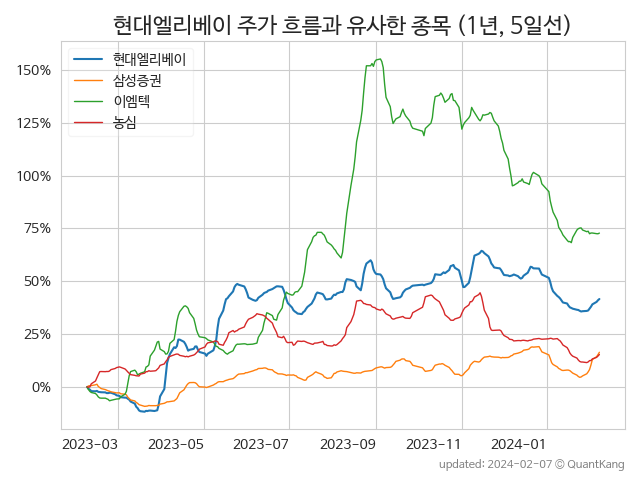 현대엘리베이 주가 흐름과 유사한 종목 (1년, 5일선)
현대엘리베이
삼성증권
이엠텍
농심
150%
125%
100%
75%
50%
25%
0%
2023-03 2023-05 2023-07 2023-09 2023-11 2024-01
updated: 2024-02-07 © QuantKang